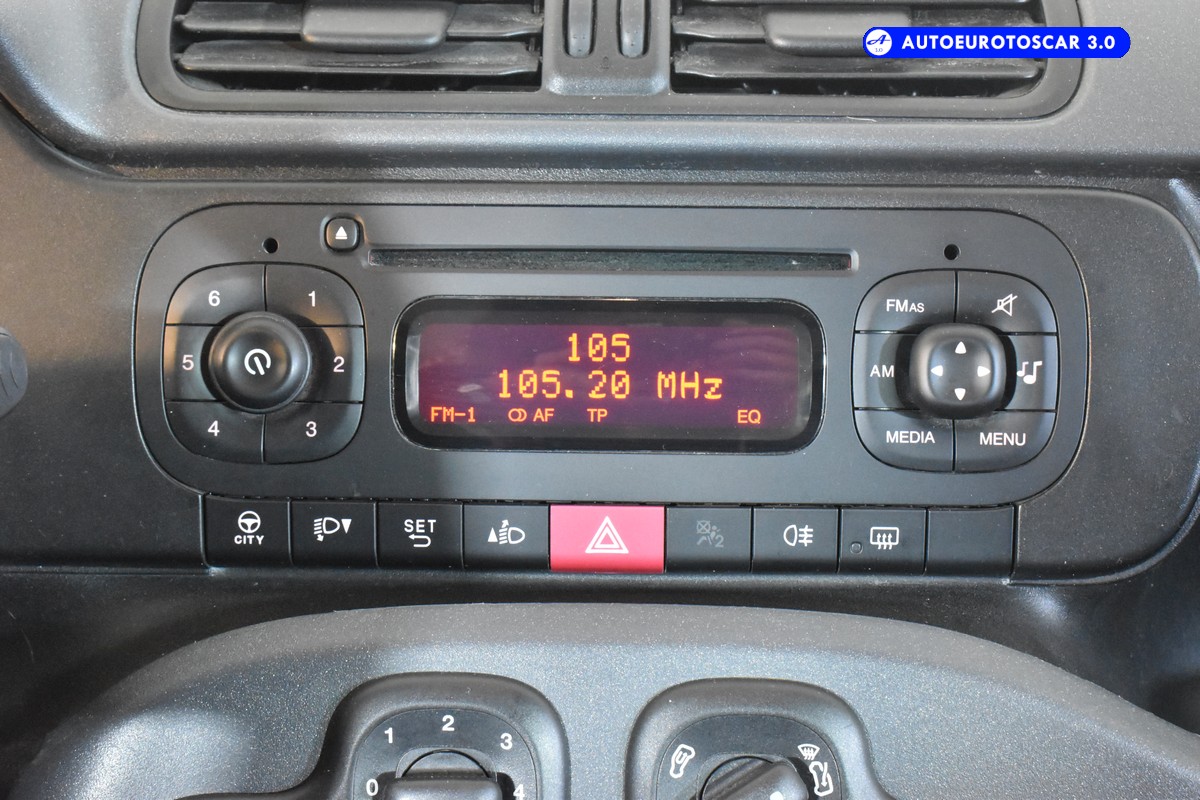 AUTOEUROTOSCAR 3.0
6 1
5 2
4 3
105
105.20 MHz
FM-1 AF TP EQ
FMAS
AM
MEDIA MENU
CITY
SET
2
1 2 3
0 4